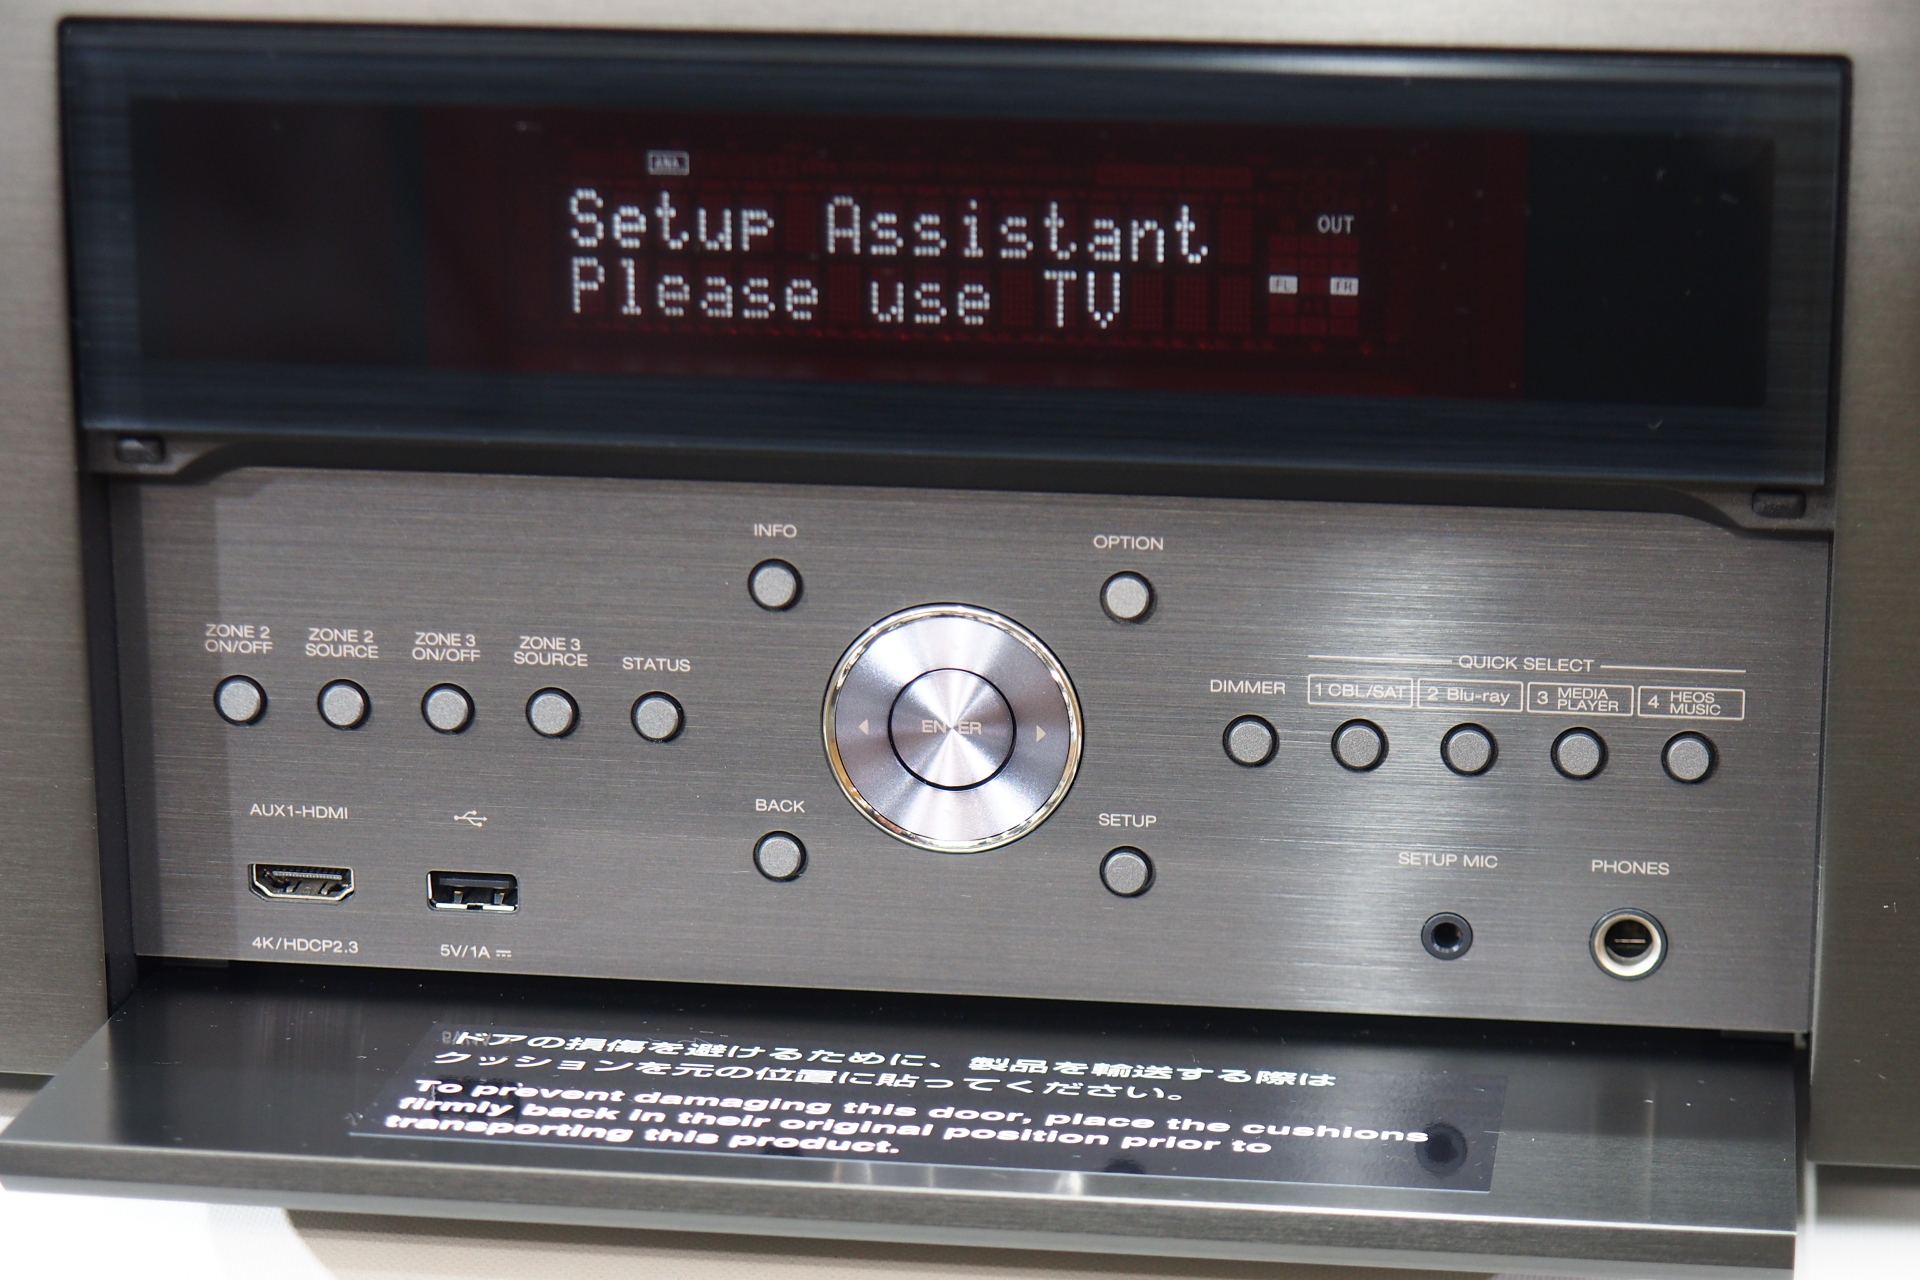 ANA.
Setup Assistant
OUT
Please use TV
FL
FR
INFO
OPTION
ZONE 2
ON/OFF
ZONE 2
SOURCE
ZONE 3
ON/OFF
ZONE 3
SOURCE
STATUS
ENTER
QUICK SELECT
DIMMER
1 CBL/SAT
2 Blu-ray
3 MEDIA
PLAYER
4 HEOS
MUSIC
AUX1-HDMI
BACK
SETUP
SETUP MIC
PHONES
4K/HDCP2.3
5V/1A
ドアの損傷を避けるために、製品を輸送する際は
クッションを元の位置に貼ってください。
To prevent damaging this door, place the cushions
firmly back in their original position prior to
transporting this product.